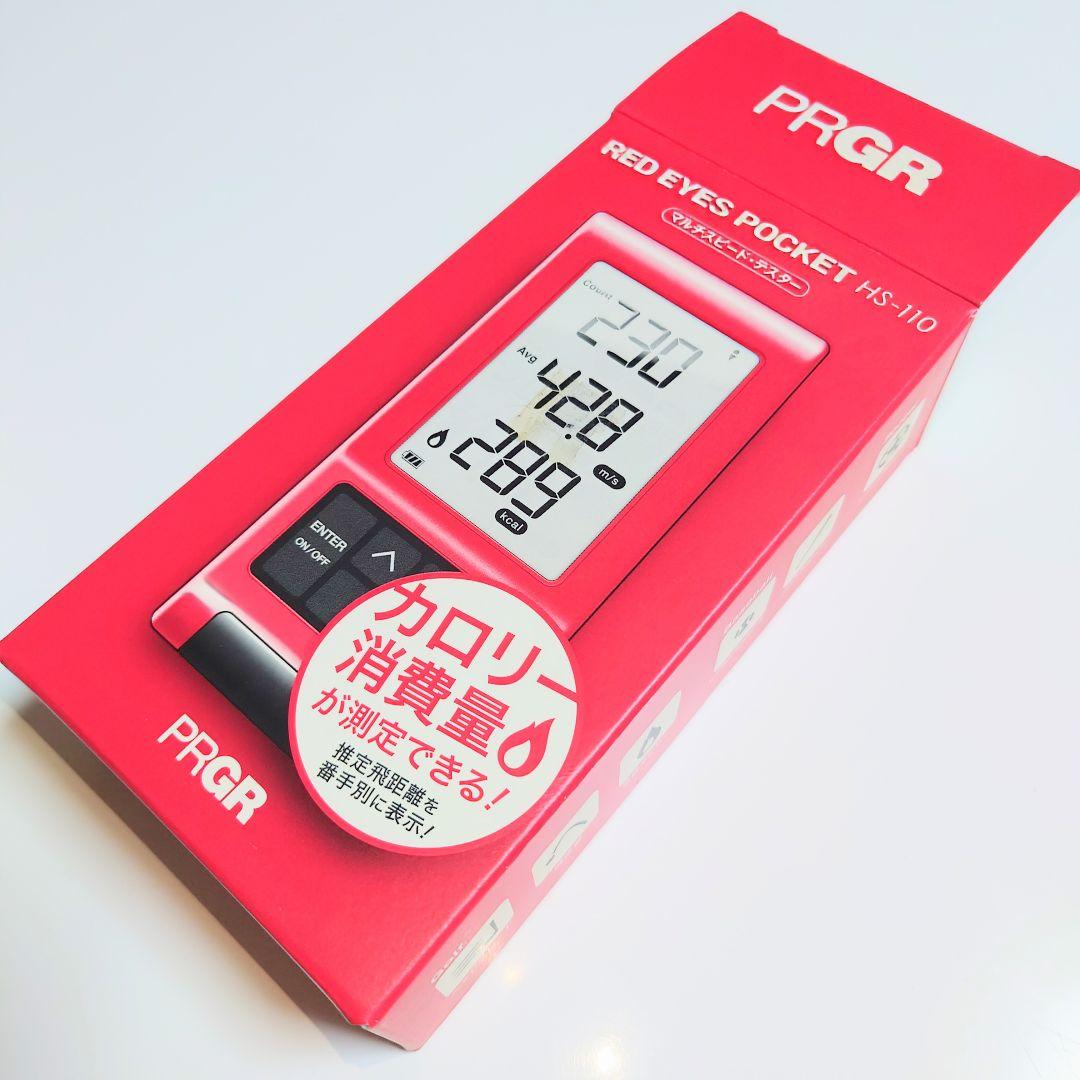 PRGR
RED EYES POCKET HS-110
マルチスピード・テスター
Count
230
Avg
42.8
m/s
289
kcal
ENTER
ON/OFF
カロリー
消費量
が測定できる!
推定飛距離を
番手別に表示!
PRGR
Golf